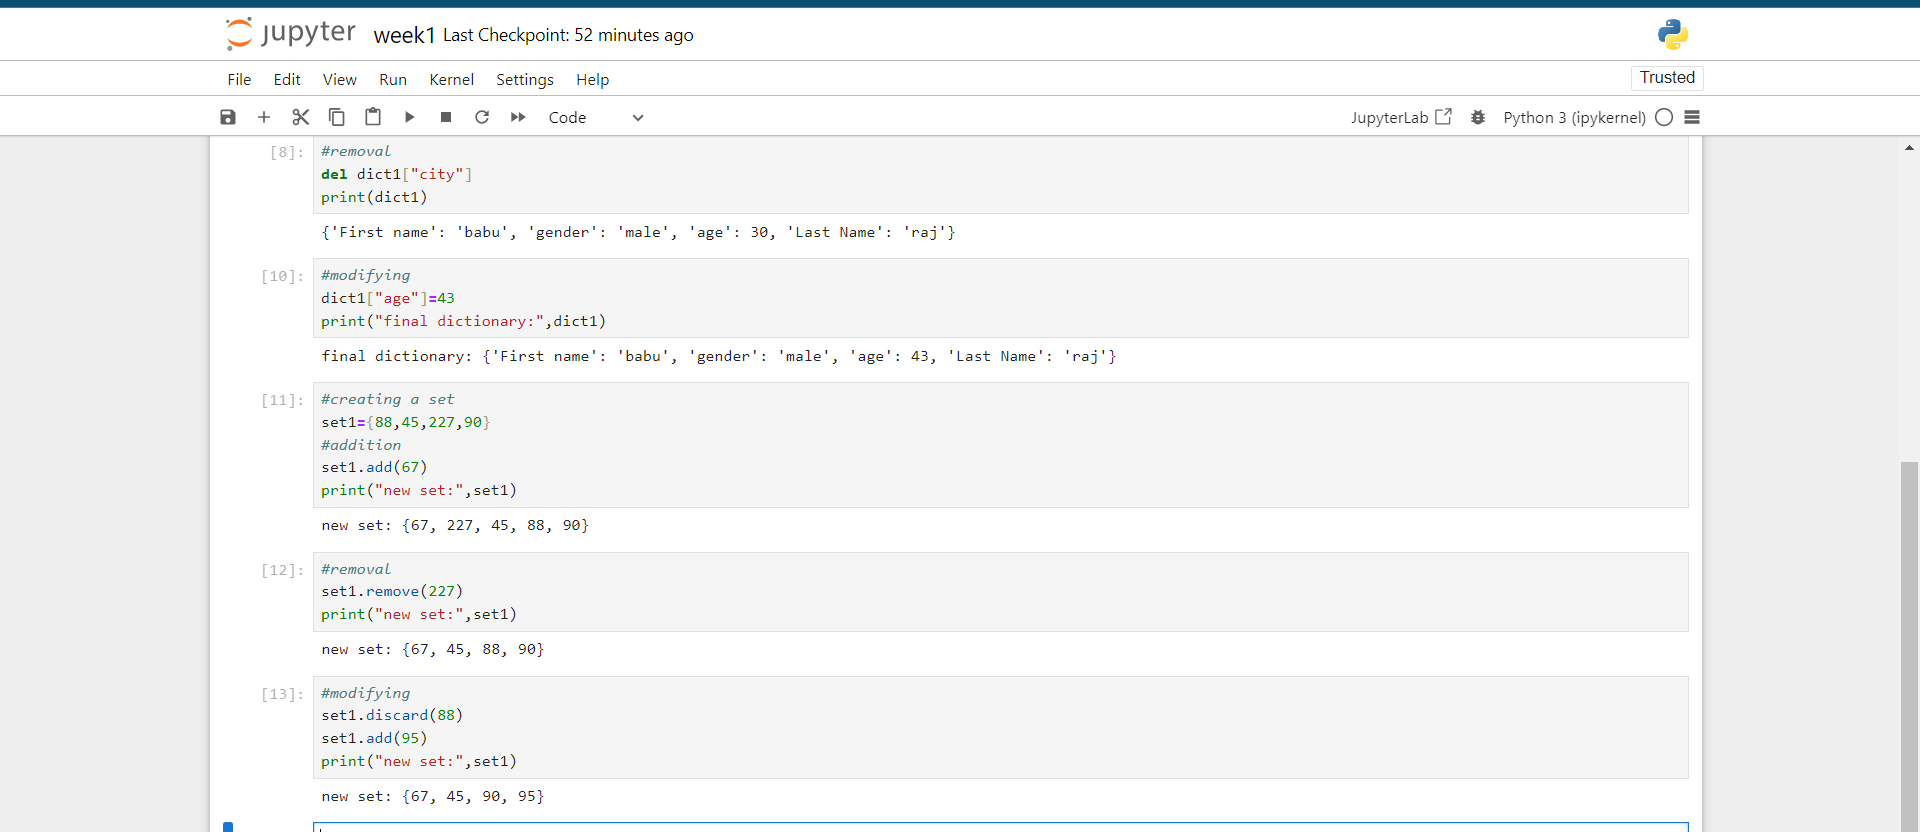 jupyter week1 Last Checkpoint: 52 minutes ago
File Edit View Run Kernel Settings Help Trusted
Code JupyterLab Python 3 (ipykernel)
[8]: #removal
del dict1["city"]
print(dict1)
{'First name': 'babu', 'gender': 'male', 'age': 30, 'Last Name': 'raj'}
[10]: #modifying
dict1["age"]=43
print("final dictionary:",dict1)
final dictionary: {'First name': 'babu', 'gender': 'male', 'age': 43, 'Last Name': 'raj'}
[11]: #creating a set
set1={88,45,227,90}
#addition
set1.add(67)
print("new set:",set1)
new set: {67, 227, 45, 88, 90}
[12]: #removal
set1.remove(227)
print("new set:",set1)
new set: {67, 45, 88, 90}
[13]: #modifying
set1.discard(88)
set1.add(95)
print("new set:",set1)
new set: {67, 45, 90, 95}